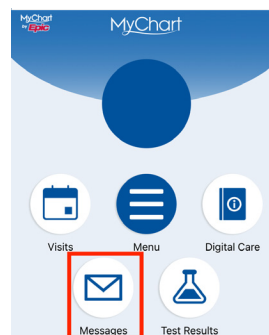 MyChart
by Epic
MyChart
Visits
Menu
Digital Care
Messages
Test Results